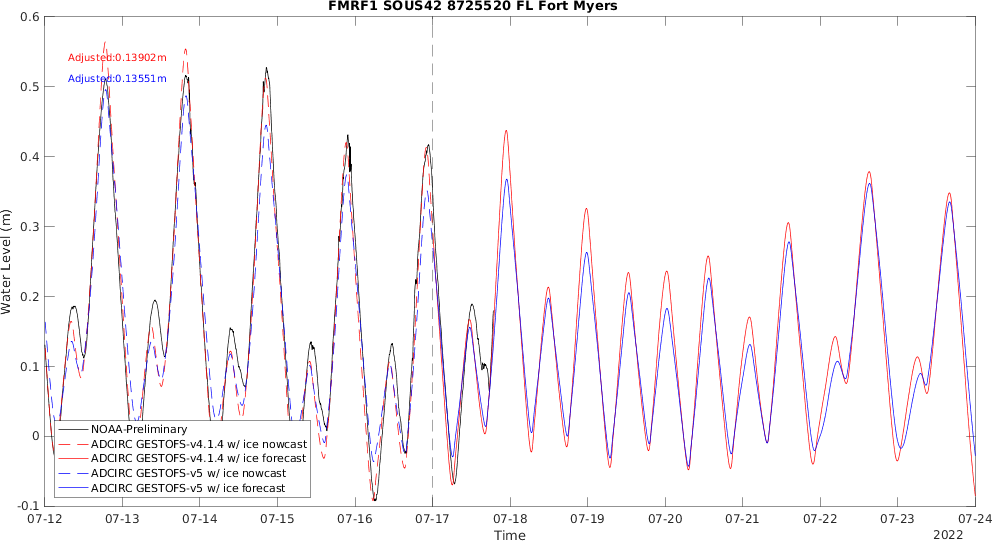 FMRF1 SOUS42 8725520 FL Fort Myers
Water Level (m)
0.6
0.5
0.4
0.3
0.2
0.1
0
-0.1
Adjusted:0.13902m
Adjusted:0.13551m
NOAA-Preliminary
ADCIRC GESTOFS-v4.1.4 w/ ice nowcast
ADCIRC GESTOFS-v4.1.4 w/ ice forecast
ADCIRC GESTOFS-v5 w/ ice nowcast
ADCIRC GESTOFS-v5 w/ ice forecast
07-12 07-13 07-14 07-15 07-16 07-17 07-18 07-19 07-20 07-21 07-22 07-23 07-24
Time
2022